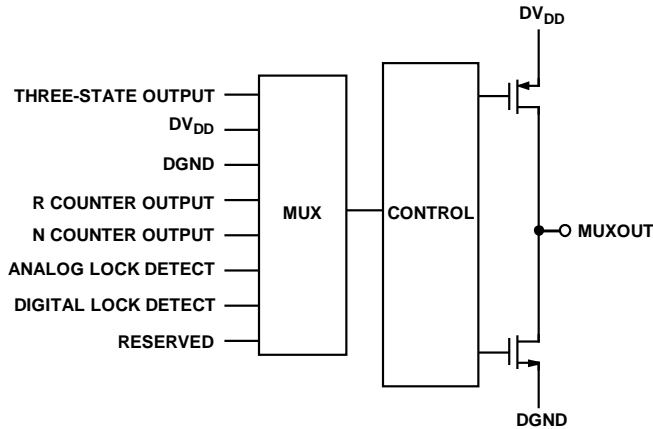 DVDD
THREE-STATE OUTPUT
DVDD
DGND
R COUNTER OUTPUT
N COUNTER OUTPUT
ANALOG LOCK DETECT
DIGITAL LOCK DETECT
RESERVED
MUX
CONTROL
MUXOUT
DGND